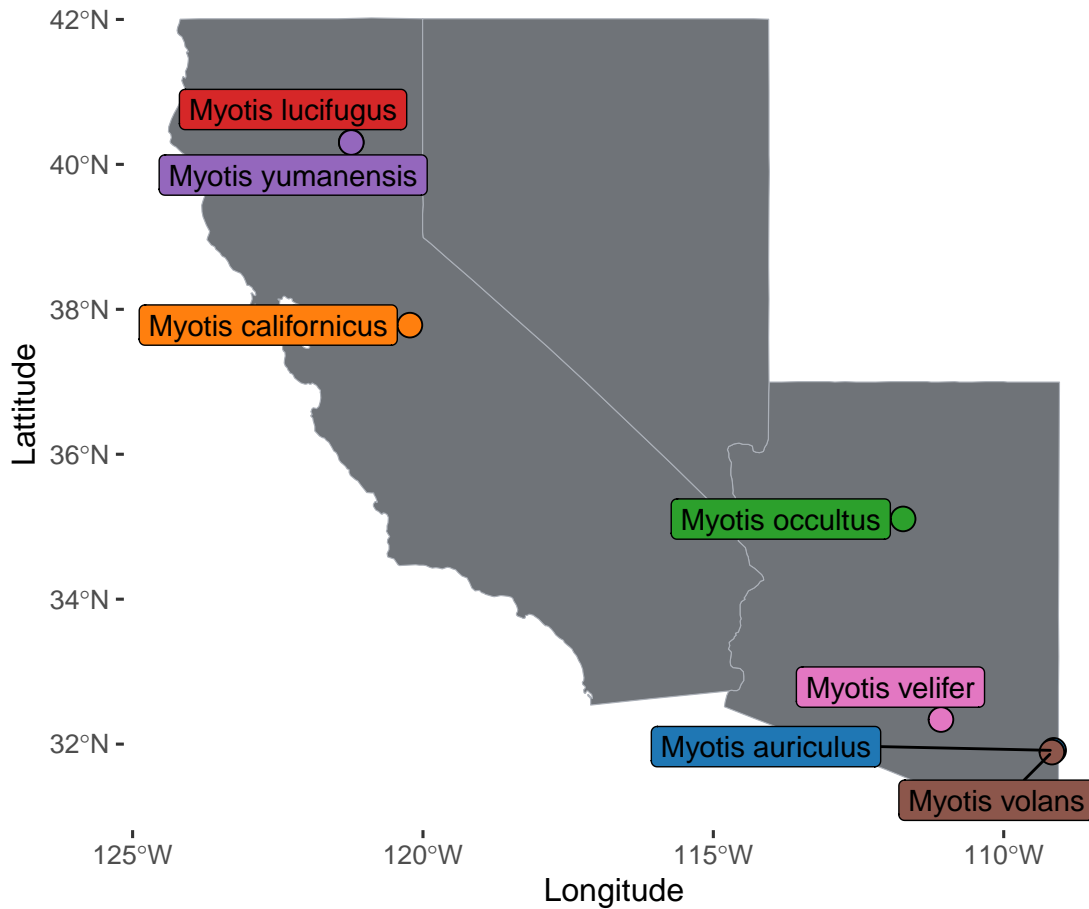 42°N
Myotis lucifugus
40°N
Myotis yumanensis
38°N
Myotis californicus
Lattitude
36°N
Myotis occultus
34°N
Myotis velifer
32°N
Myotis auriculus
Myotis volans
125°W
120°W
115°W
110°W
Longitude